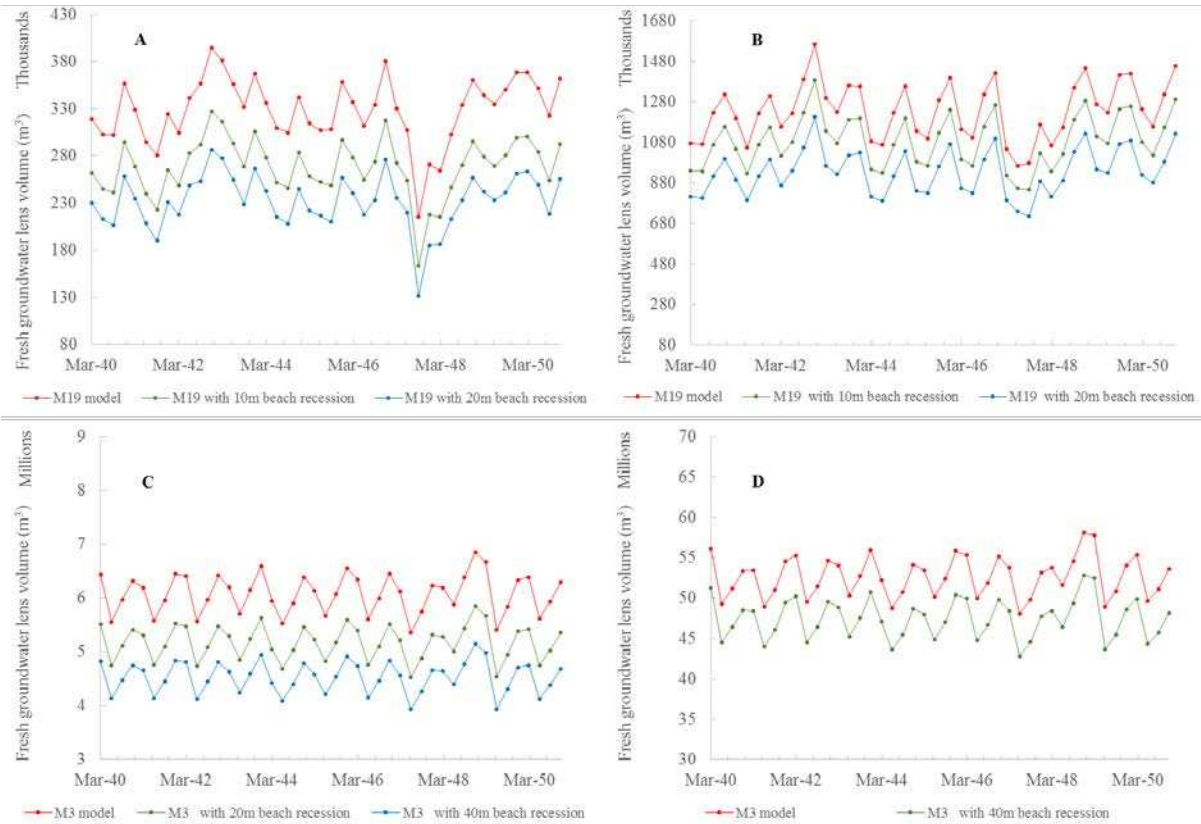 A
Thousands
Fresh groundwater lens volume (m³)
430
380
330
280
230
180
130
80
Mar-40 Mar-42 Mar-44 Mar-46 Mar-48 Mar-50
M19 model M19 with 10m beach recession M19 with 20m beach recession
B
Thousands
Fresh groundwater lens volume (m³)
1680
1480
1280
1080
880
680
480
280
80
Mar-40 Mar-42 Mar-44 Mar-46 Mar-48 Mar-50
M19 model M19 with 10m beach recession M19 with 20m beach recession
C
Millions
Fresh groundwater lens volume (m³)
9
8
7
6
5
4
3
Mar-40 Mar-42 Mar-44 Mar-46 Mar-48 Mar-50
M3 model M3 with 20m beach recession M3 with 40m beach recession
D
Millions
Fresh groundwater lens volume (m³)
70
65
60
55
50
45
40
35
30
Mar-40 Mar-42 Mar-44 Mar-46 Mar-48 Mar-50
M3 model M3 with 40m beach recession